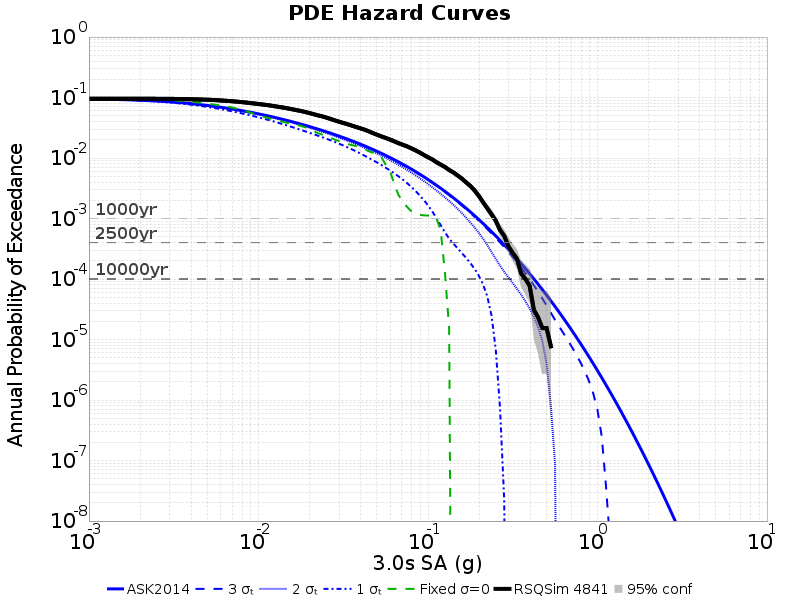 PDE Hazard Curves
Annual Probability of Exceedance
10^0
10^-1
10^-2
10^-3
10^-4
10^-5
10^-6
10^-7
10^-8
1000yr
2500yr
10000yr
10^-3 10^-2 10^-1 10^0 10^1
3.0s SA (g)
ASK2014 3 σₜ 2 σₜ 1 σₜ Fixed σ=0 RSQSim 4841 95% conf